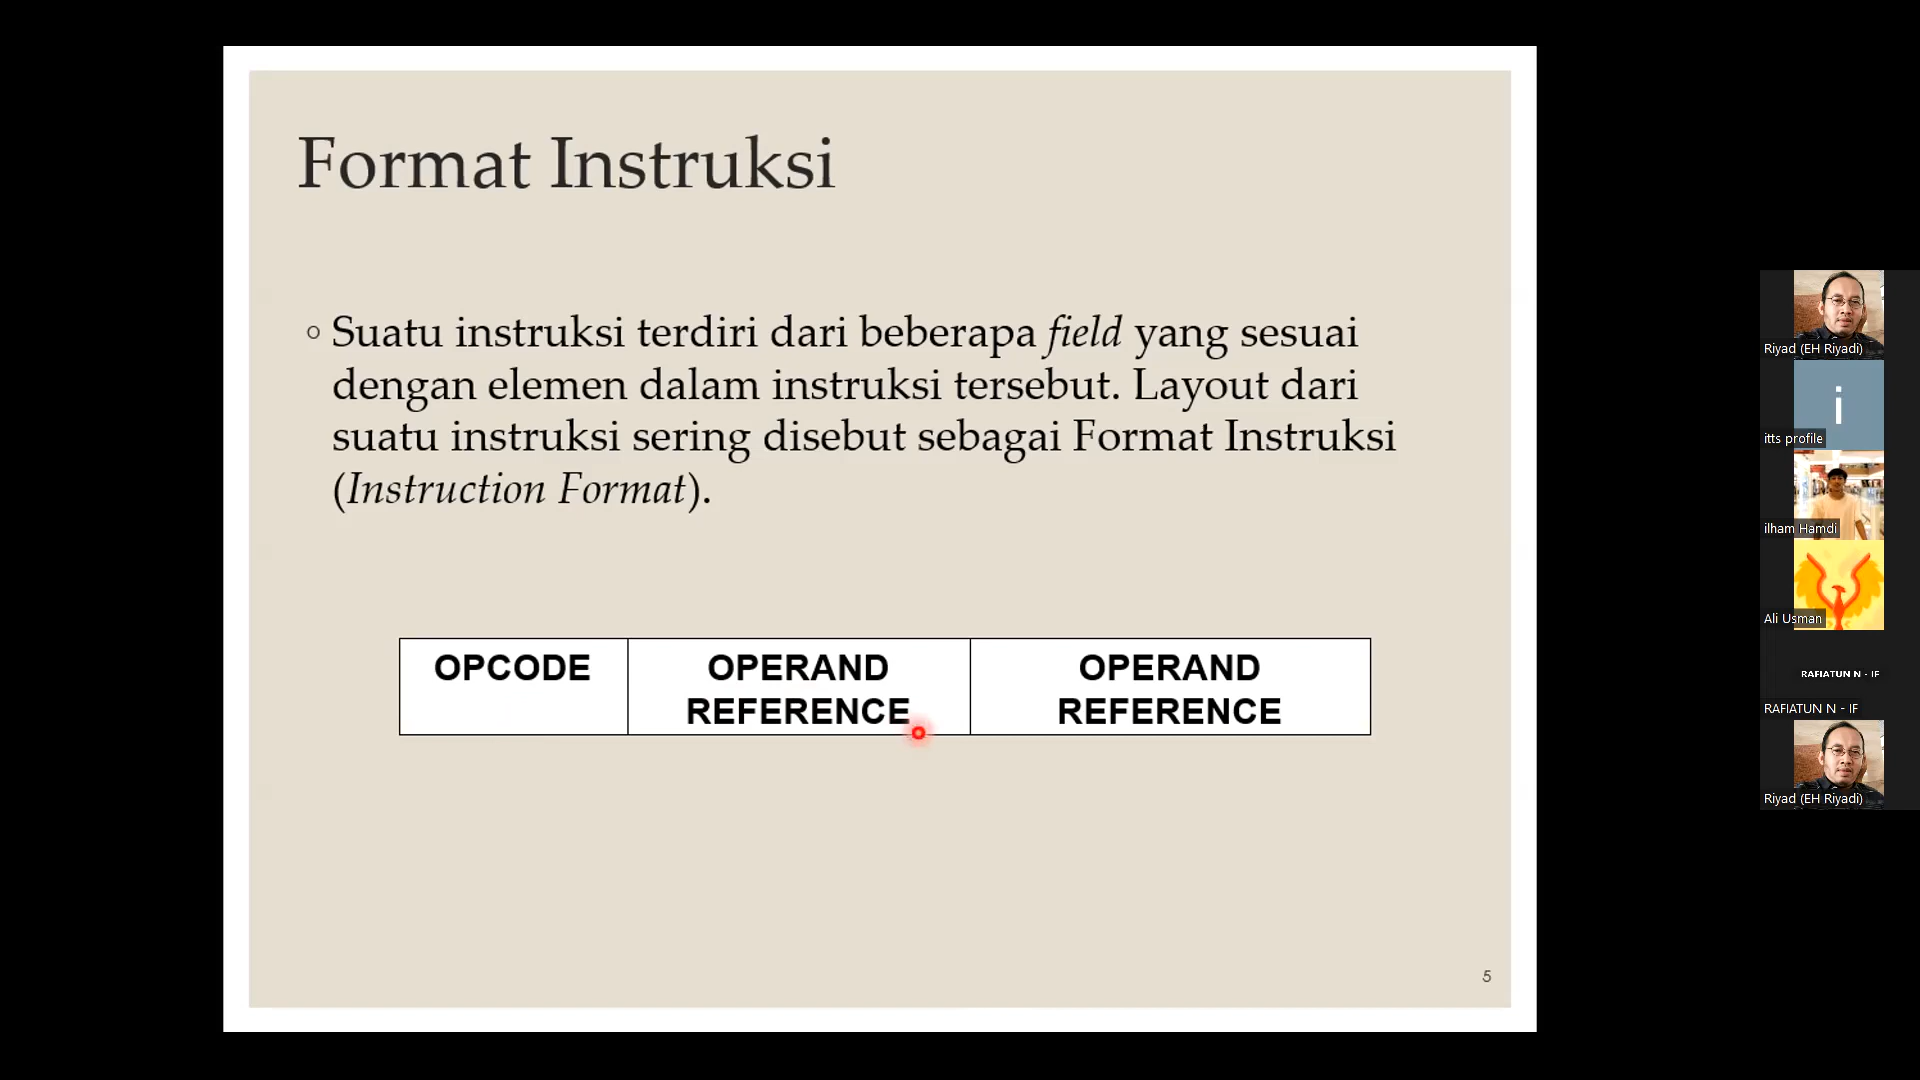 Format Instruksi
◦ Suatu instruksi terdiri dari beberapa field yang sesuai
dengan elemen dalam instruksi tersebut. Layout dari
suatu instruksi sering disebut sebagai Format Instruksi
(Instruction Format).
OPCODE
OPERAND
REFERENCE
OPERAND
REFERENCE
5
Riyad (EH Riyadi)
i
itts profile
ilham Hamdi
Ali Usman
RAFIATUN N - IF
RAFIATUN N - IF
Riyad (EH Riyadi)